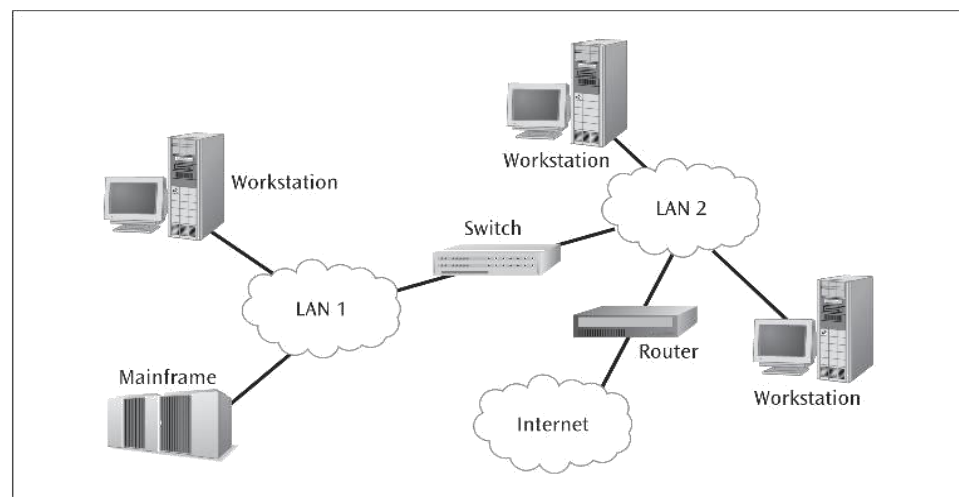 Workstation
Workstation
LAN 2
Switch
LAN 1
Router
Mainframe
Workstation
Internet